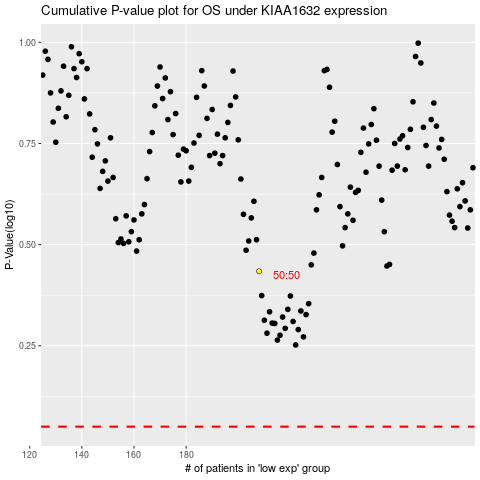 Cumulative P-value plot for OS under KIAA1632 expression
P-Value(log10)
1.00
0.75
0.50
0.25
50:50
120 140 160 180
# of patients in 'low exp' group